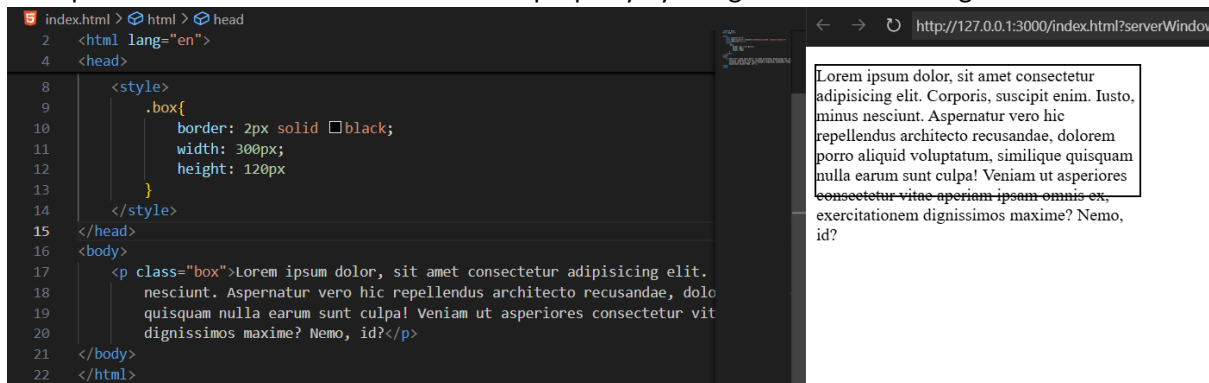 index.html > html > head
2 <html lang="en">
4 <head>
8 <style>
9 .box{
10 border: 2px solid black;
11 width: 300px;
12 height: 120px
13 }
14 </style>
15 </head>
16 <body>
17 <p class="box">Lorem ipsum dolor, sit amet consectetur adipisicing elit.
18 nesciunt. Aspernatur vero hic repellendus architecto recusandae, dolo
19 quisquam nulla earum sunt culpa! Veniam ut asperiores consectetur vit
20 dignissimos maxime? Nemo, id?</p>
21 </body>
22 </html>
http://127.0.0.1:3000/index.html?serverWindov
Lorem ipsum dolor, sit amet consectetur
adipisicing elit. Corporis, suscipit enim. Iusto,
minus nesciunt. Aspernatur vero hic
repellendus architecto recusandae, dolorem
porro aliquid voluptatum, similique quisquam
nulla earum sunt culpa! Veniam ut asperiores
consectetur vitae aperiam ipsam omnis ex,
exercitationem dignissimos maxime? Nemo,
id?